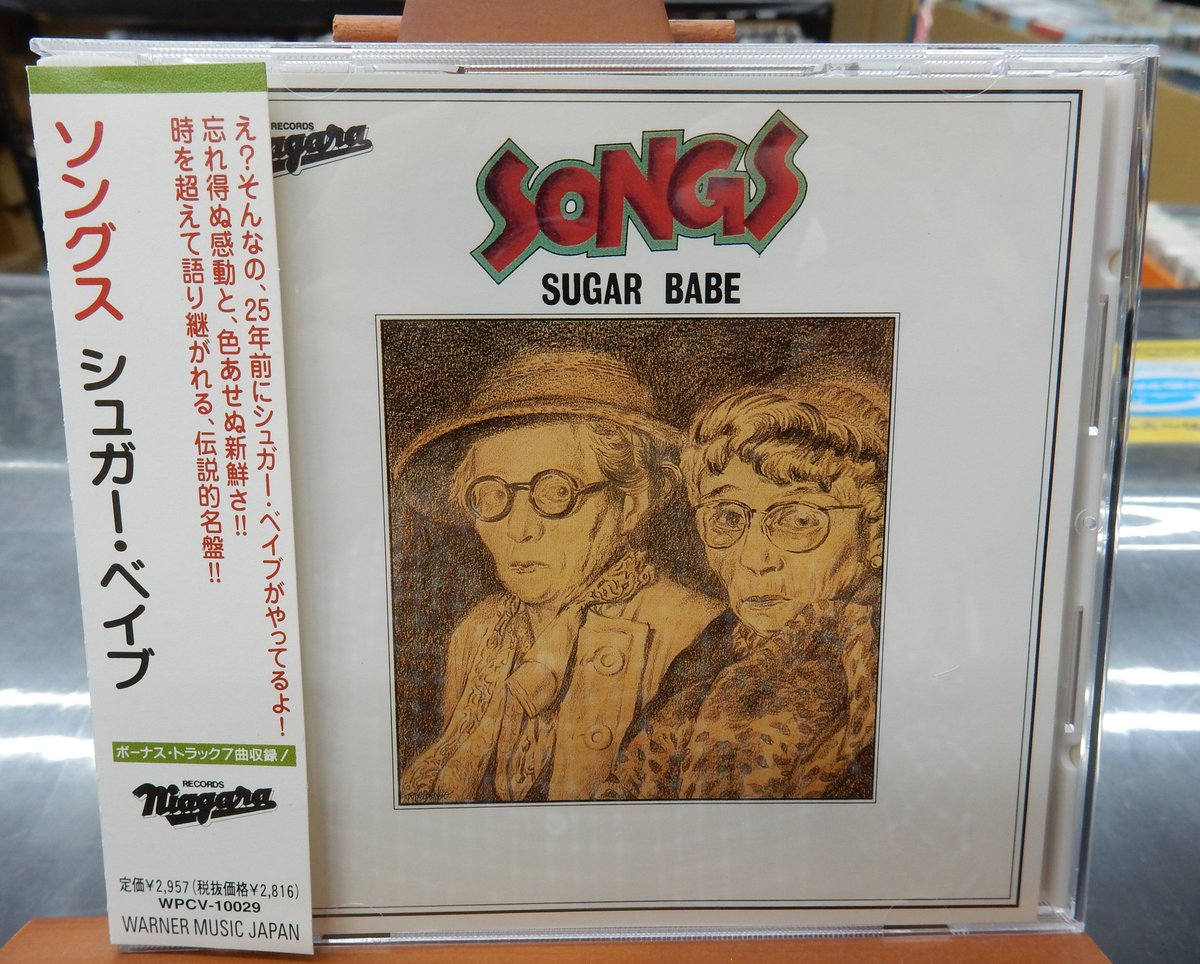 ソングス シュガー・ベイブ
え?そんなの、25年前にシュガー・ベイブがやってるよ!
忘れ得ぬ感動と、色あせぬ新鮮さ!!
時を超えて語り継がれる、伝説的名盤!!
ボーナス・トラック7曲収録!
RECORDS
Niagara
定価¥2,957(税抜価格¥2,816)
WPCV-10029
WARNER MUSIC JAPAN
RECORDS
agara
SONGS
SUGAR BABE